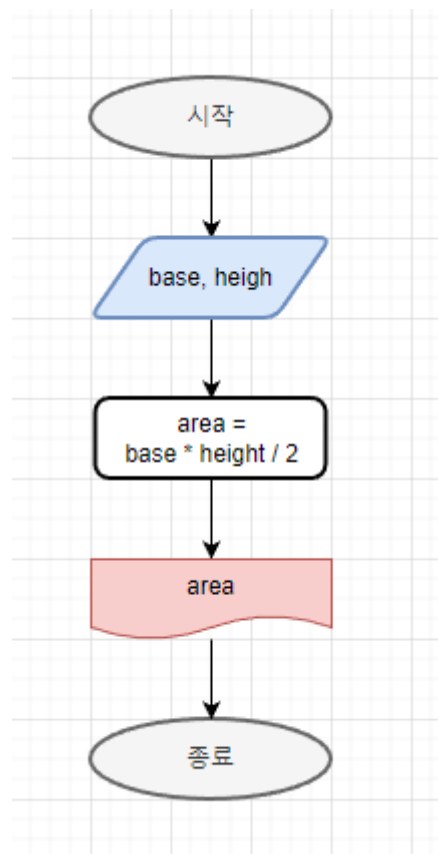 시작
base, heigh
area =
base * height / 2
area
종료